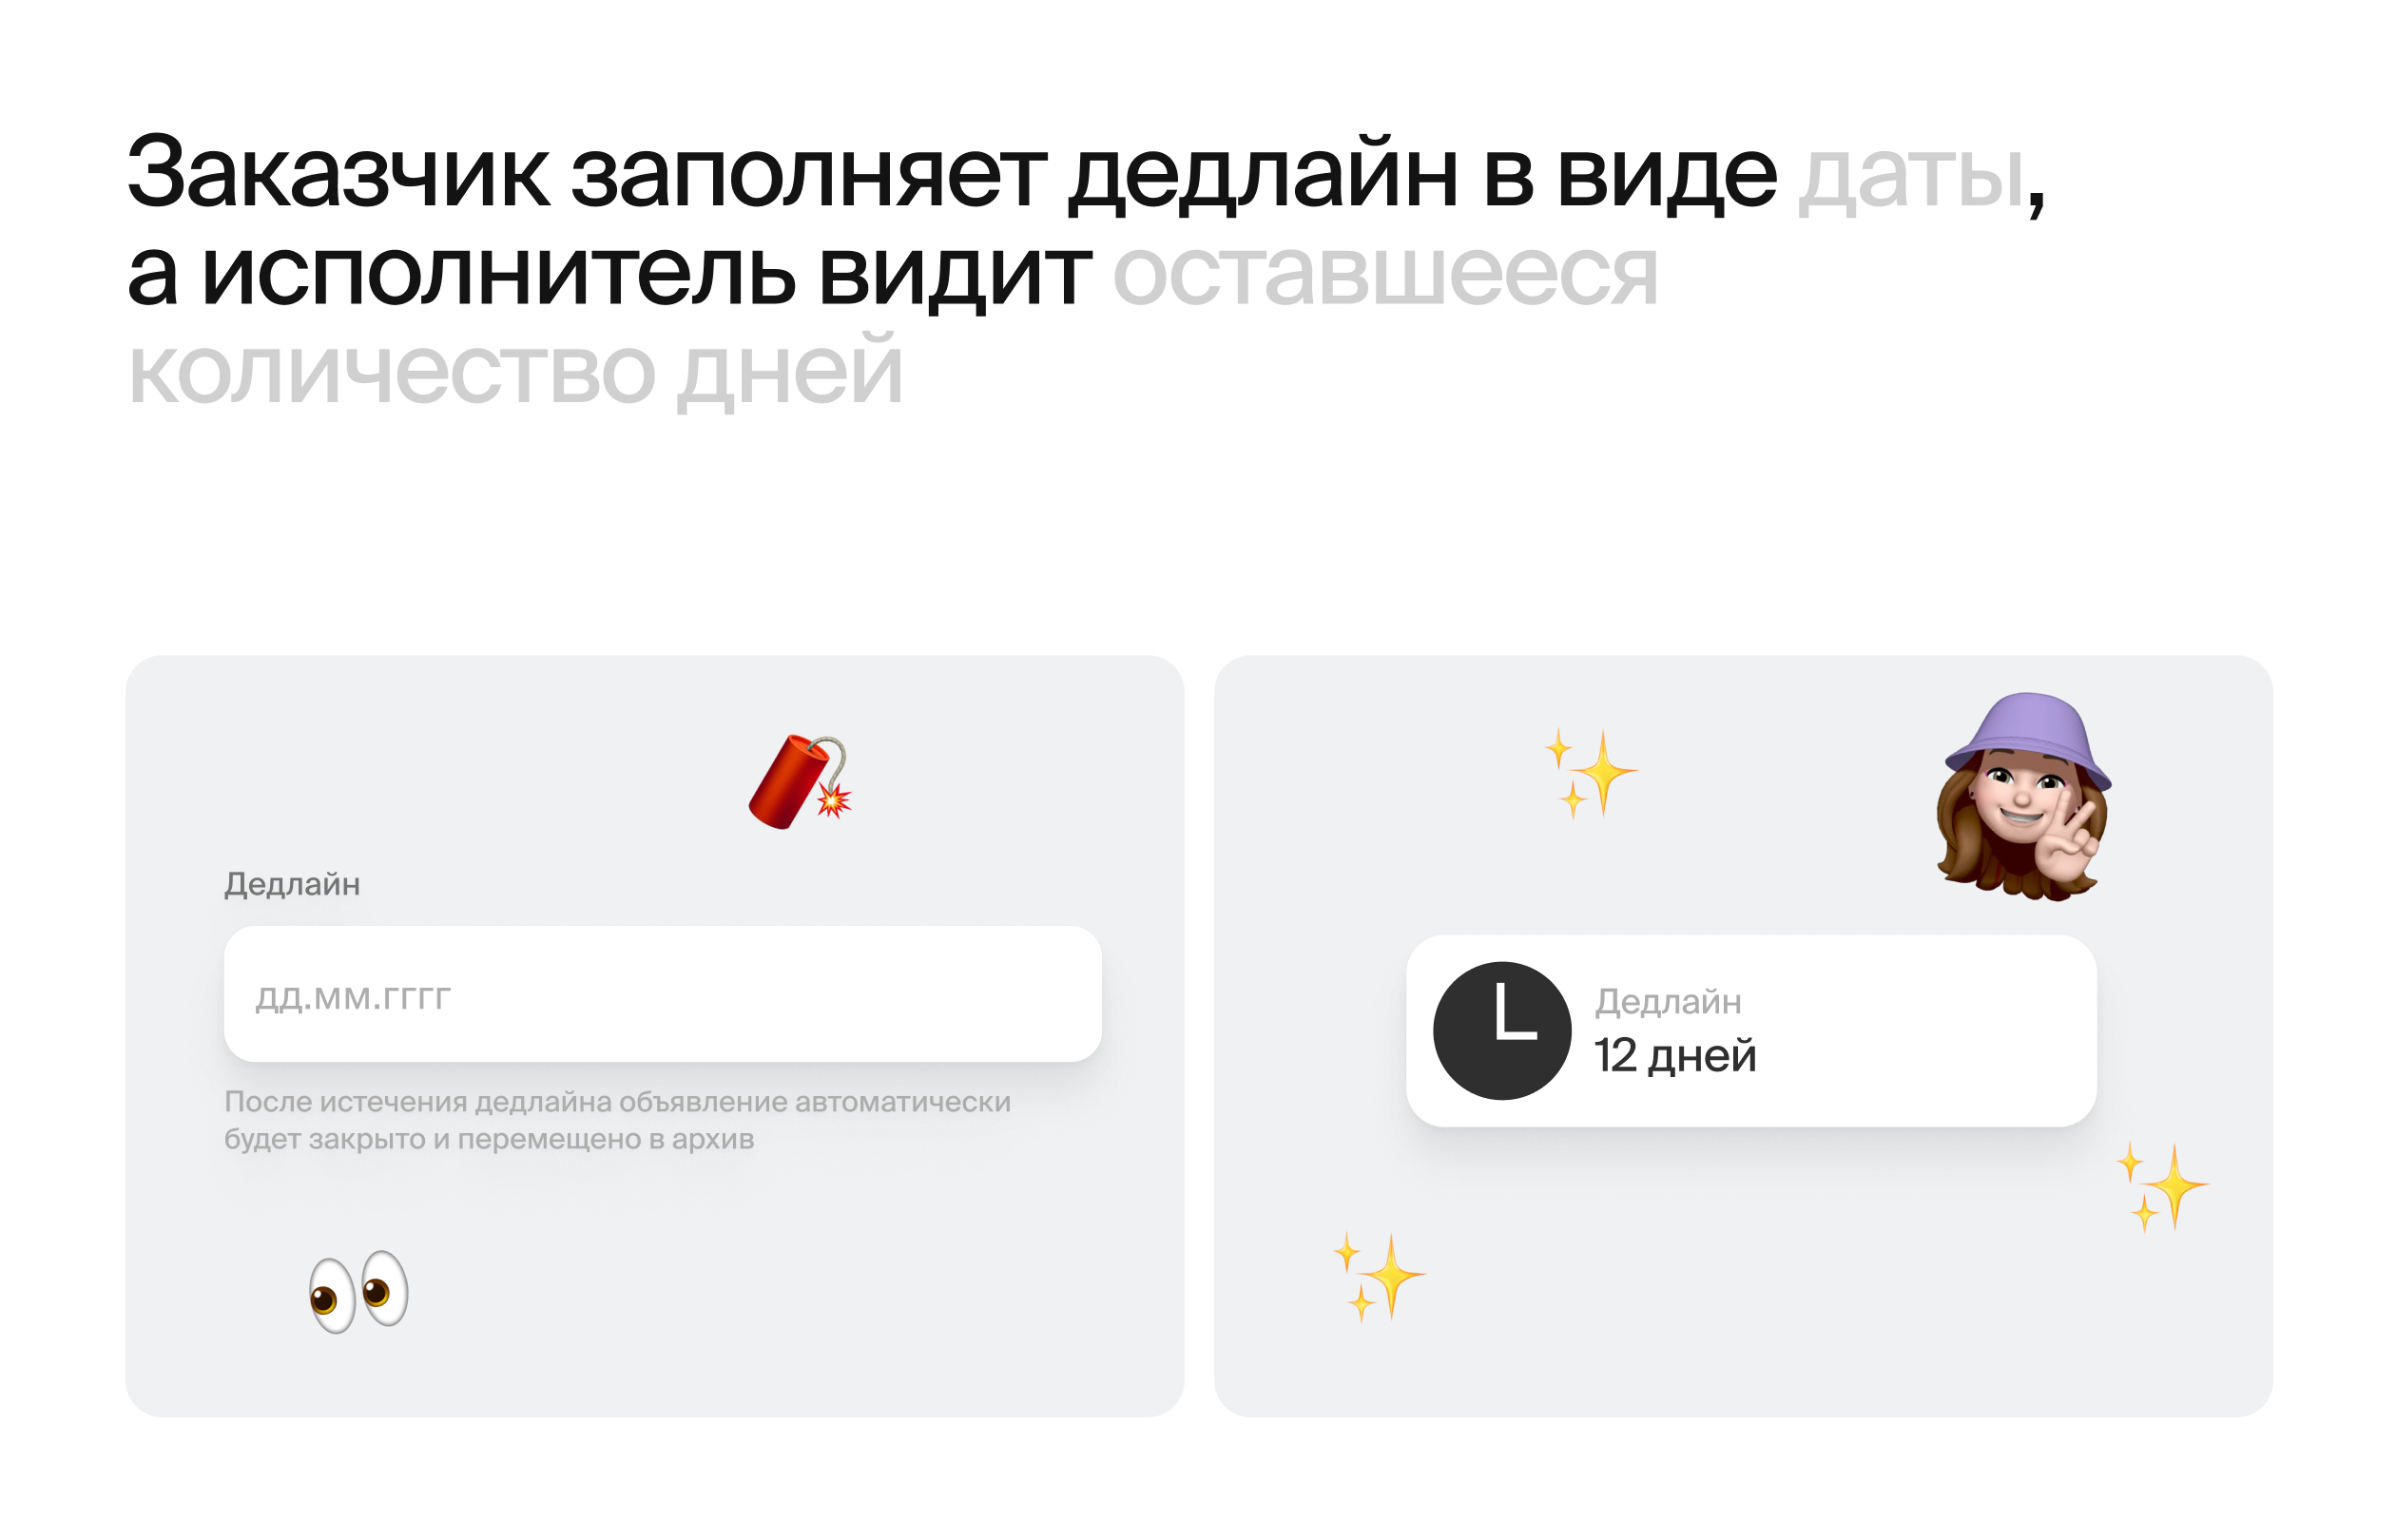 Заказчик заполняет дедлайн в виде даты,
а исполнитель видит оставшееся
количество дней
Дедлайн
дд.мм.гггг
После истечения дедлайна объявление автоматически
будет закрыто и перемещено в архив
Дедлайн
12 дней